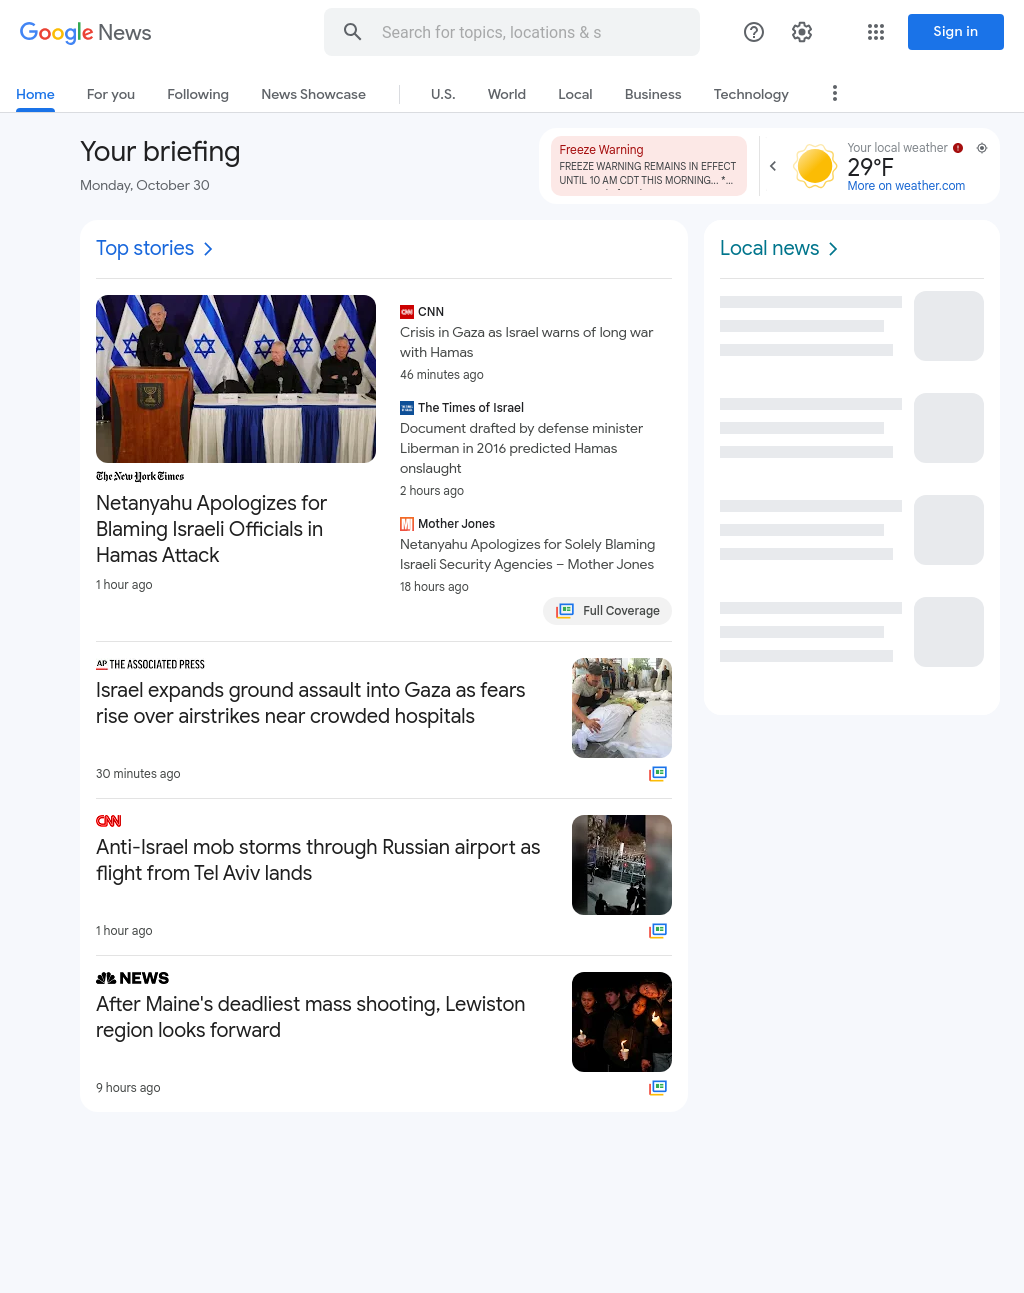 Google News
Search for topics, locations & s
Sign in
Home
For you
Following
News Showcase
U.S.
World
Local
Business
Technology
Your briefing
Monday, October 30
Freeze Warning
FREEZE WARNING REMAINS IN EFFECT
UNTIL 10 AM CDT THIS MORNING... *...
Your local weather
29°F
More on weather.com
Top stories
The New York Times
Netanyahu Apologizes for
Blaming Israeli Officials in
Hamas Attack
1 hour ago
CNN
CNN
Crisis in Gaza as Israel warns of long war
with Hamas
46 minutes ago
The Times of Israel
Document drafted by defense minister
Liberman in 2016 predicted Hamas
onslaught
2 hours ago
Mother Jones
Netanyahu Apologizes for Solely Blaming
Israeli Security Agencies – Mother Jones
18 hours ago
Full Coverage
AP THE ASSOCIATED PRESS
Israel expands ground assault into Gaza as fears
rise over airstrikes near crowded hospitals
30 minutes ago
CNN
Anti-Israel mob storms through Russian airport as
flight from Tel Aviv lands
1 hour ago
NEWS
After Maine's deadliest mass shooting, Lewiston
region looks forward
9 hours ago
Local news